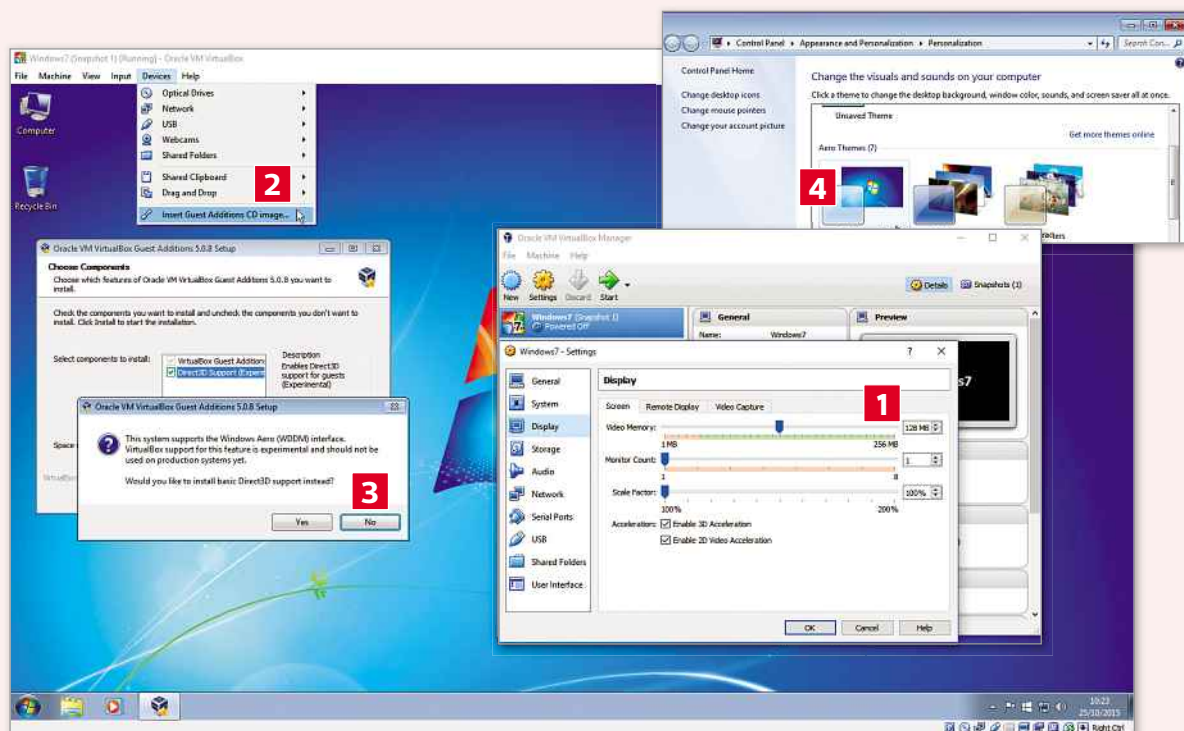 Windows7 (Snapshot 1) [Running] - Oracle VM VirtualBox
File Machine View Input Devices Help
Computer
Recycle Bin
Optical Drives
Network
USB
Webcams
Shared Folders
Shared Clipboard
Drag and Drop
Insert Guest Additions CD image...
2
Control Panel
Appearance and Personalization
Personalization
Search Con...
Control Panel Home
Change desktop icons
Change mouse pointers
Change your account picture
Change the visuals and sounds on your computer
Click a theme to change the desktop background, window color, sounds, and screen saver all at once.
Unsaved Theme
Get more themes online
Aero Themes (7)
4
Oracle VM VirtualBox Guest Additions 5.0.8 Setup
Choose Components
Choose which features of Oracle VM VirtualBox Guest Additions 5.0.8 you want to
install.
Check the components you want to install and uncheck the components you don't want to
install. Click Install to start the installation.
Select components to install:
VirtualBox Guest Addition
Direct3D Support (Experi
Description
Enables Direct3D
support for guests
(Experimental)
Space
Oracle VM VirtualBox Guest Additions 5.0.8 Setup
This system supports the Windows Aero (WDDM) interface.
VirtualBox support for this feature is experimental and should not be
used on production systems yet.
Would you like to install basic Direct3D support instead?
3
Yes No
Oracle VM VirtualBox Manager
File Machine Help
New Settings Discard Start
Details Snapshots (1)
Windows7 (Snapshot 1)
Powered Off
General
Name: Windows7
Preview
s7
Windows7 - Settings
General
System
Display
Storage
Audio
Network
Serial Ports
USB
Shared Folders
User Interface
Display
Screen Remote Display Video Capture
1
Video Memory: 128 MB
1 MB 256 MB
Monitor Count: 1
1 8
Scale Factor: 100%
100% 200%
Acceleration: Enable 3D Acceleration
Enable 2D Video Acceleration
OK Cancel Help
10:23
25/10/2015
Right Ctrl